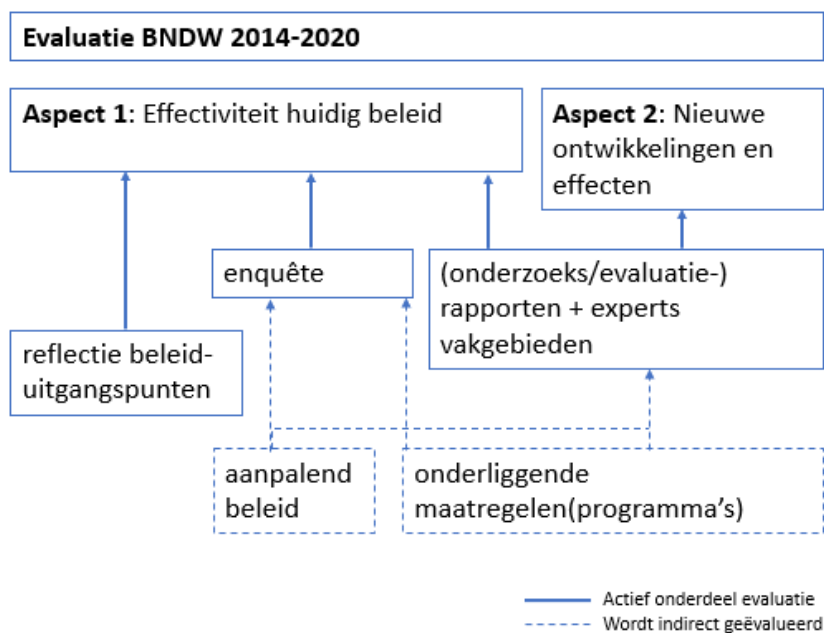 Evaluatie BNDW 2014-2020
Aspect 1: Effectiviteit huidig beleid
Aspect 2: Nieuwe
ontwikkelingen en
effecten
enquête
(onderzoeks/evaluatie-)
rapporten + experts
vakgebieden
reflectie beleid-
uitgangspunten
aanpalend
beleid
onderliggende
maatregelen(programma's)
Actief onderdeel evaluatie
Wordt indirect geëvalueerd